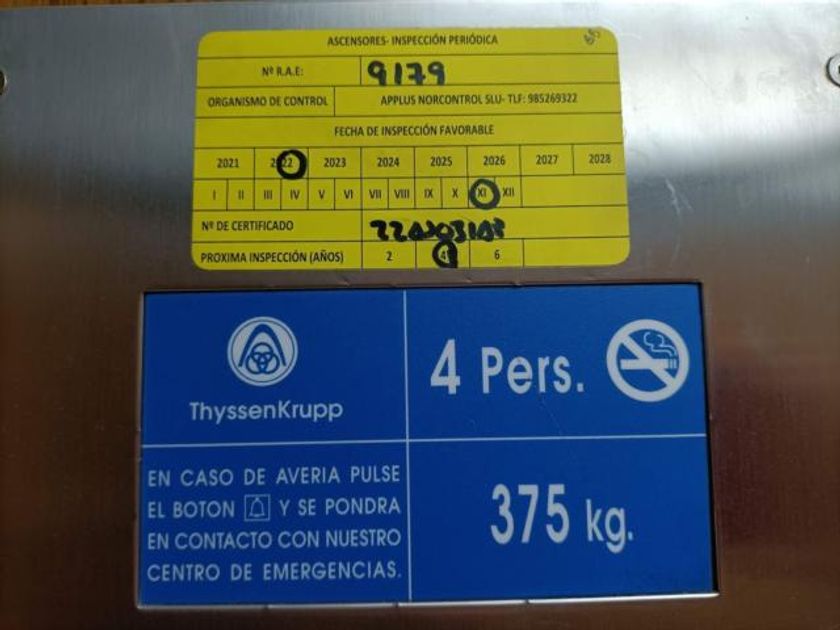 ASCENSORES- INSPECCIÓN PERIÓDICA
Nº R.A.E: 9179
ORGANISMO DE CONTROL APPLUS NORCONTROL SLU- TLF: 985269322
FECHA DE INSPECCIÓN FAVORABLE
2021 2022 2023 2024 2025 2026 2027 2028
I II III IV V VI VII VIII IX X XI XII
Nº DE CERTIFICADO
PROXIMA INSPECCIÓN (AÑOS) 2 4 6
ThyssenKrupp
4 Pers.
EN CASO DE AVERIA PULSE
EL BOTON Y SE PONDRA
EN CONTACTO CON NUESTRO
CENTRO DE EMERGENCIAS.
375 kg.